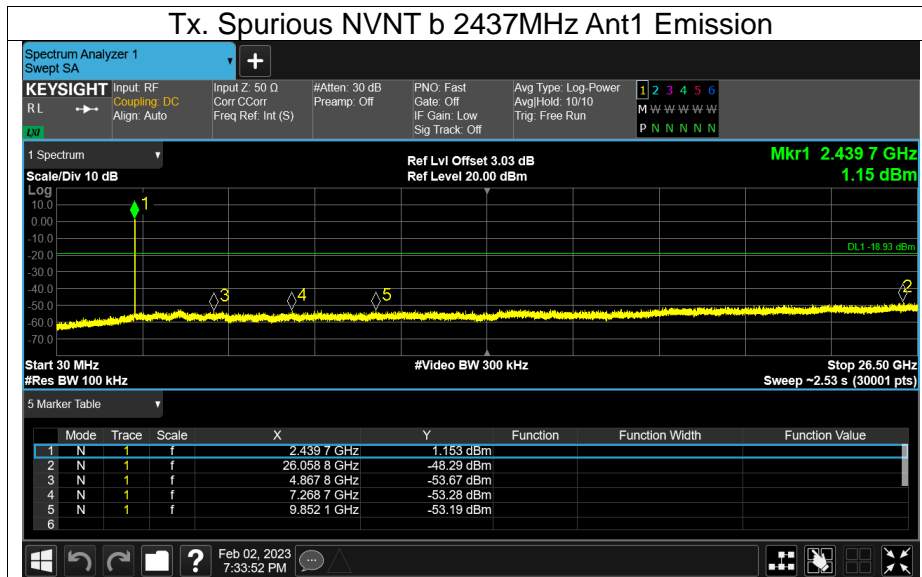 Tx. Spurious NVNT b 2437MHz Ant1 Emission
Spectrum Analyzer 1
Swept SA
+
KEYSIGHT Input: RF Input Z: 50 Ω #Atten: 30 dB PNO: Fast Avg Type: Log-Power 1 2 3 4 5 6
RL Coupling: DC Corr CCorr Preamp: Off Gate: Off Avg|Hold: 10/10 M W W W W W
Align: Auto Freq Ref: Int (S) IF Gain: Low Trig: Free Run
LXI Sig Track: Off P N N N N N
1 Spectrum Ref Lvl Offset 3.03 dB Mkr1 2.439 7 GHz
Scale/Div 10 dB Ref Level 20.00 dBm 1.15 dBm
Log
10.0 1
0.00
-10.0
DL1 -18.93 dBm
-20.0
-30.0
-40.0
3 4 5 2
-50.0
-60.0
-70.0
Start 30 MHz #Video BW 300 kHz Stop 26.50 GHz
#Res BW 100 kHz Sweep ~2.53 s (30001 pts)
5 Marker Table
Mode Trace Scale X Y Function Function Width Function Value
1 N 1 f 2.439 7 GHz 1.153 dBm
2 N 1 f 26.058 8 GHz -48.29 dBm
3 N 1 f 4.867 8 GHz -53.67 dBm
4 N 1 f 7.268 7 GHz -53.28 dBm
5 N 1 f 9.852 1 GHz -53.19 dBm
6
? Feb 02, 2023
7:33:52 PM